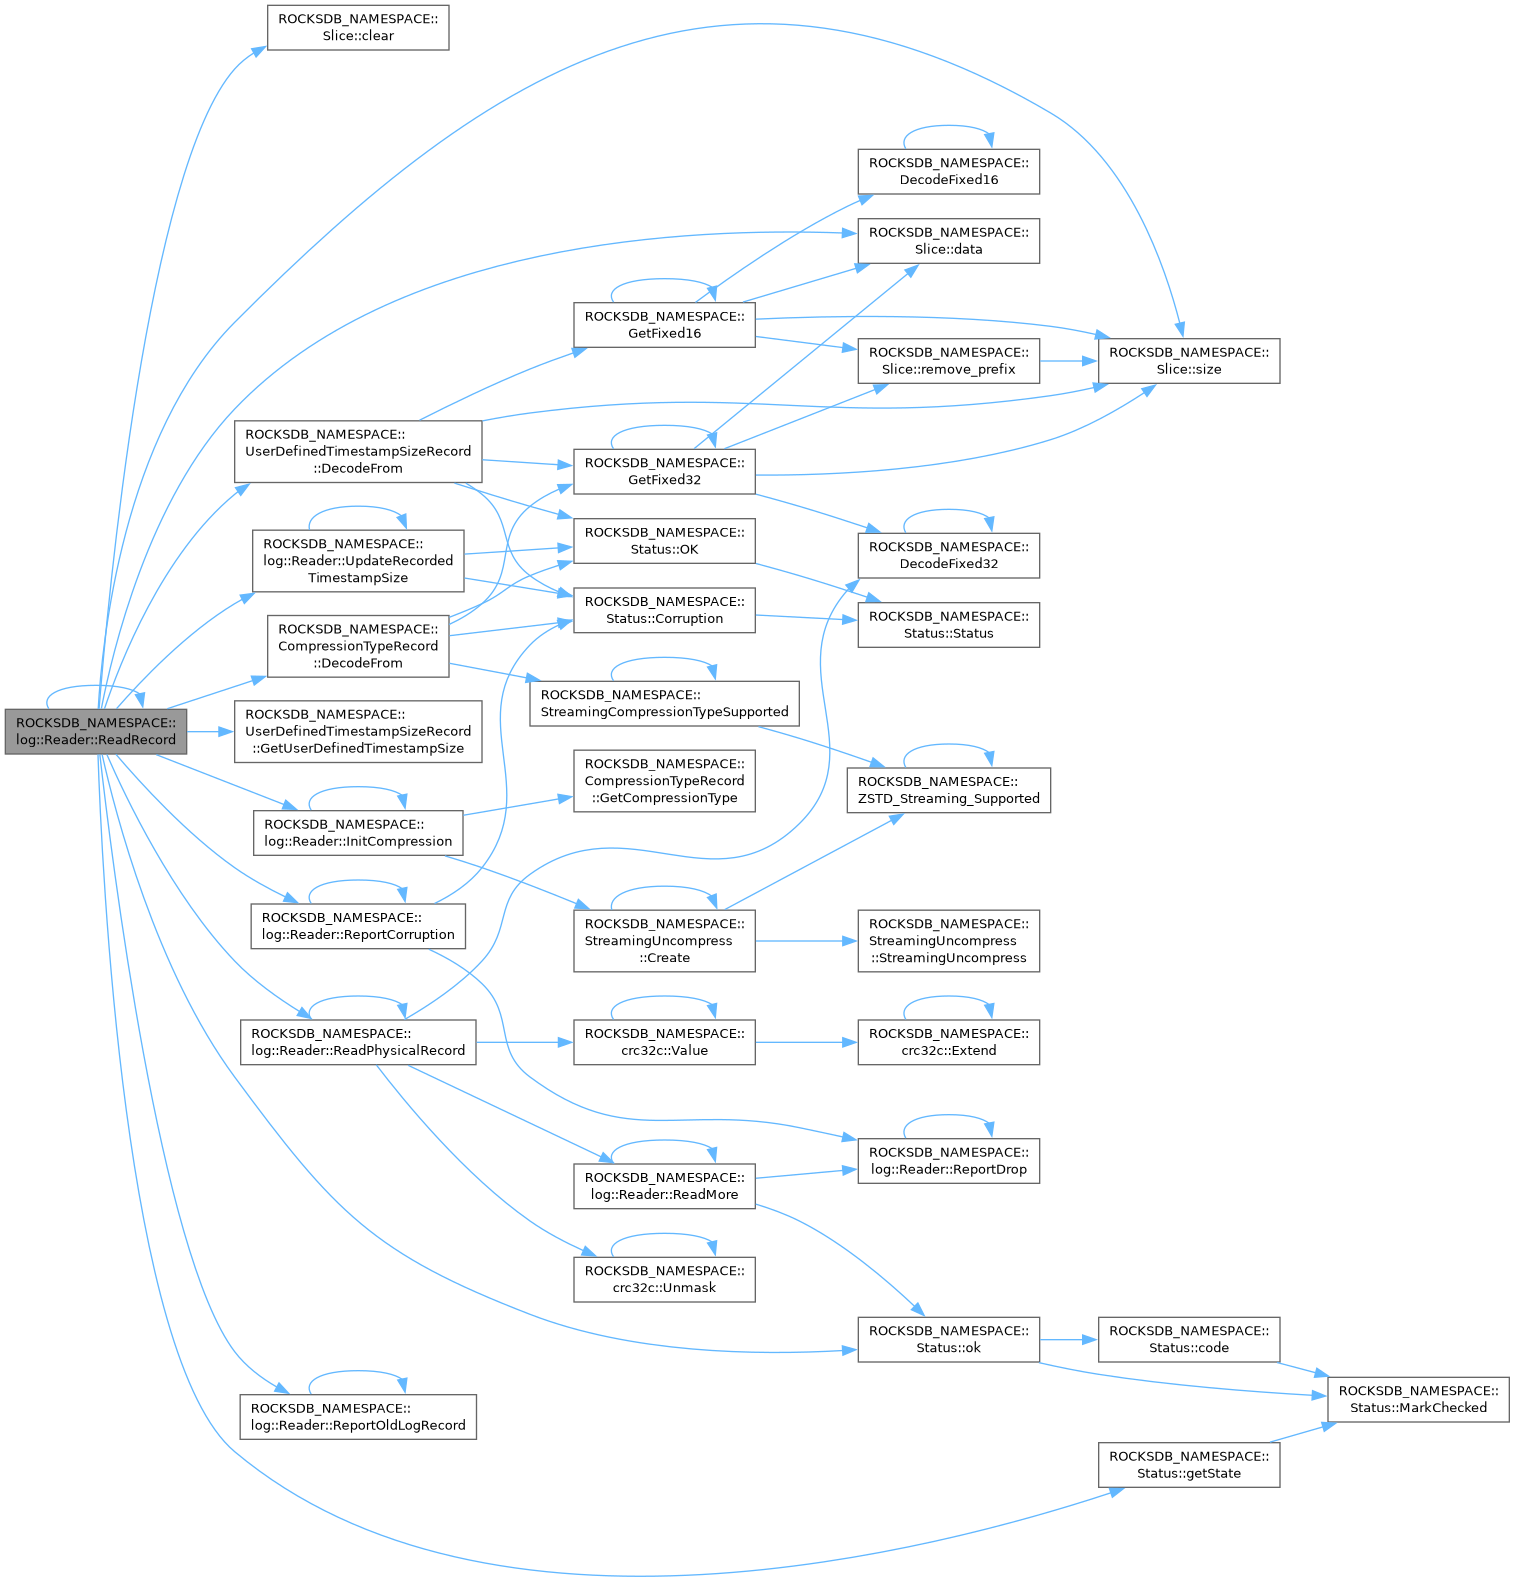 ROCKSDB_NAMESPACE::
Slice::clear
ROCKSDB_NAMESPACE::
DecodeFixed16
ROCKSDB_NAMESPACE::
Slice::data
ROCKSDB_NAMESPACE::
GetFixed16
ROCKSDB_NAMESPACE::
Slice::remove_prefix
ROCKSDB_NAMESPACE::
Slice::size
ROCKSDB_NAMESPACE::
UserDefinedTimestampSizeRecord
::DecodeFrom
ROCKSDB_NAMESPACE::
GetFixed32
ROCKSDB_NAMESPACE::
log::Reader::UpdateRecorded
TimestampSize
ROCKSDB_NAMESPACE::
Status::OK
ROCKSDB_NAMESPACE::
DecodeFixed32
ROCKSDB_NAMESPACE::
Status::Corruption
ROCKSDB_NAMESPACE::
Status::Status
ROCKSDB_NAMESPACE::
CompressionTypeRecord
::DecodeFrom
ROCKSDB_NAMESPACE::
StreamingCompressionTypeSupported
ROCKSDB_NAMESPACE::
log::Reader::ReadRecord
ROCKSDB_NAMESPACE::
UserDefinedTimestampSizeRecord
::GetUserDefinedTimestampSize
ROCKSDB_NAMESPACE::
CompressionTypeRecord
::GetCompressionType
ROCKSDB_NAMESPACE::
ZSTD_Streaming_Supported
ROCKSDB_NAMESPACE::
log::Reader::InitCompression
ROCKSDB_NAMESPACE::
log::Reader::ReportCorruption
ROCKSDB_NAMESPACE::
StreamingUncompress
::Create
ROCKSDB_NAMESPACE::
StreamingUncompress
::StreamingUncompress
ROCKSDB_NAMESPACE::
log::Reader::ReadPhysicalRecord
ROCKSDB_NAMESPACE::
crc32c::Value
ROCKSDB_NAMESPACE::
crc32c::Extend
ROCKSDB_NAMESPACE::
log::Reader::ReportDrop
ROCKSDB_NAMESPACE::
log::Reader::ReadMore
ROCKSDB_NAMESPACE::
crc32c::Unmask
ROCKSDB_NAMESPACE::
Status::ok
ROCKSDB_NAMESPACE::
Status::code
ROCKSDB_NAMESPACE::
Status::MarkChecked
ROCKSDB_NAMESPACE::
log::Reader::ReportOldLogRecord
ROCKSDB_NAMESPACE::
Status::getState